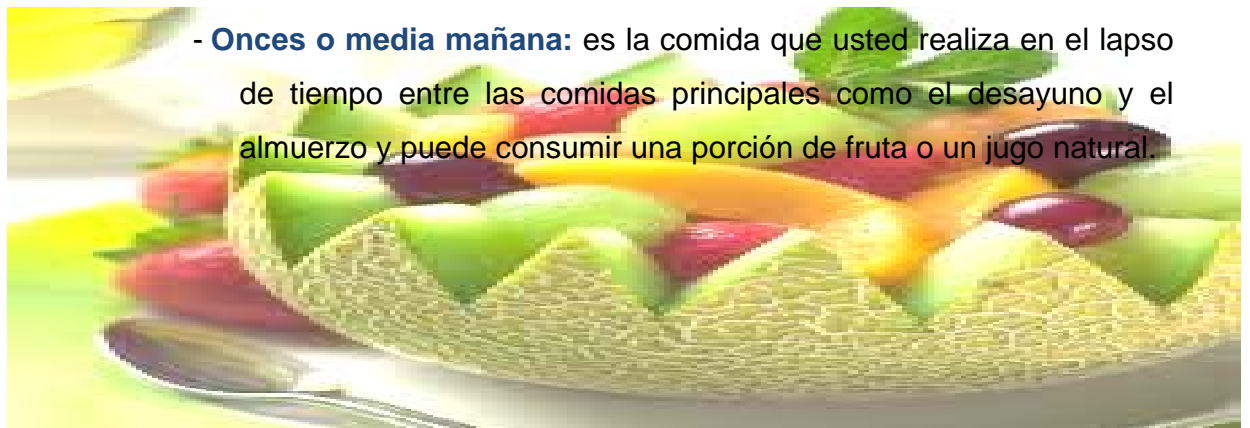 - Onces o media mañana: es la comida que usted realiza en el lapso
de tiempo entre las comidas principales como el desayuno y el
almuerzo y puede consumir una porción de fruta o un jugo natural.